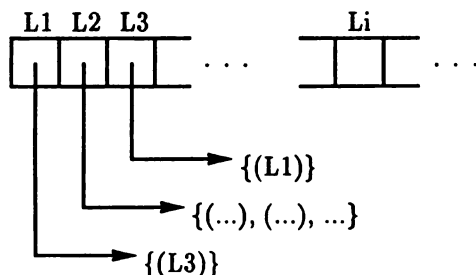 L1 L2 L3 Li
... ...
{(L1)}
{(...), (...), ...}
{(L3)}